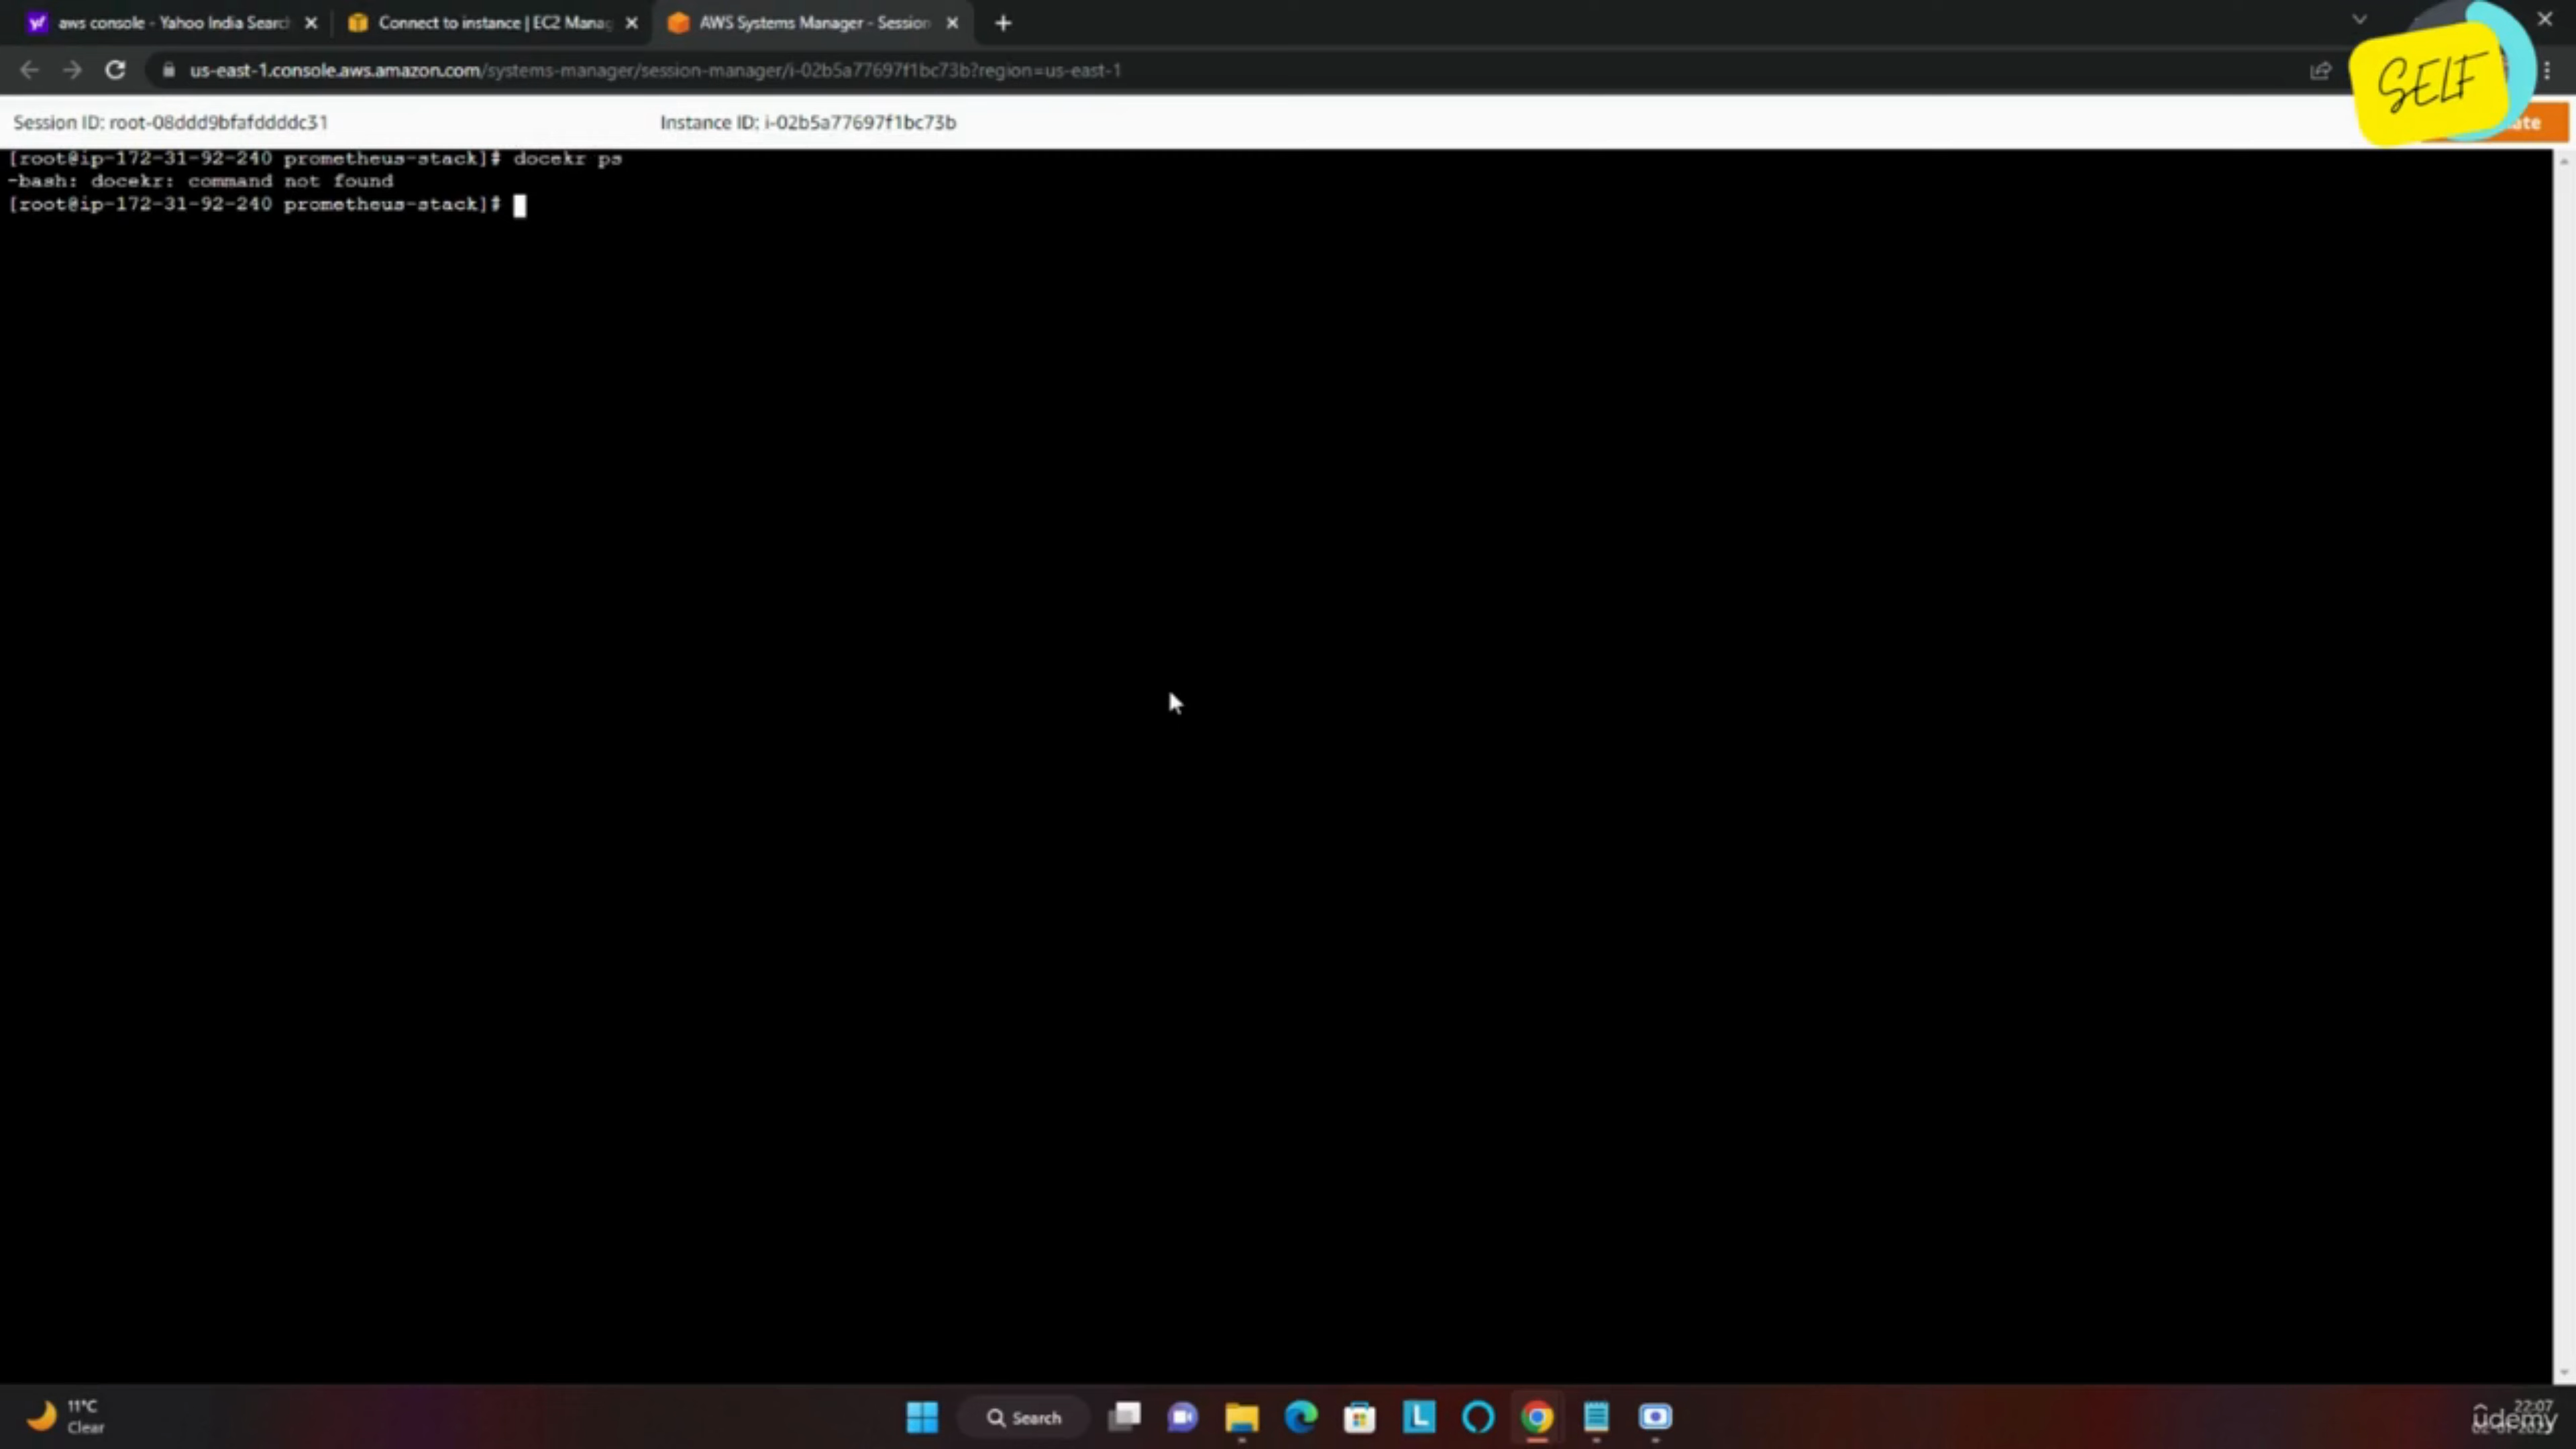 aws console - Yahoo India Search
Connect to instance | EC2 Manag
AWS Systems Manager - Session
us-east-1.console.aws.amazon.com/systems-manager/session-manager/i-02b5a77697f1bc73b?region=us-east-1
SELF
Session ID: root-08ddd9bfafddddc31
Instance ID: i-02b5a77697f1bc73b
[root@ip-172-31-92-240 prometheus-stack]# docekr ps
-bash: docekr: command not found
[root@ip-172-31-92-240 prometheus-stack]#
11°C
Clear
Search
22:07
udemy